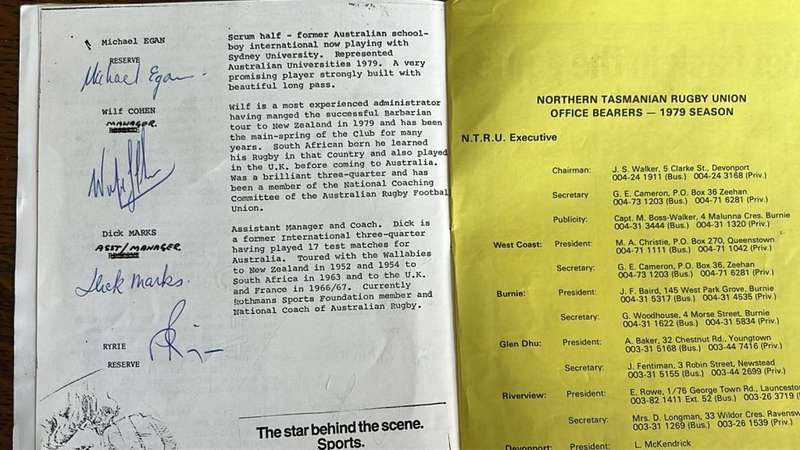 Michael EGAN
RESERVE
Michael Egan.
Scrum half - former Australian school-
boy international now playing with
Sydney University. Represented
Australian Universities 1979. A very
promising player strongly built with
beautiful long pass.
Wilf COHEN
MANAGER
Wilf is a most experienced administrator
having manged the successful Barbarian
tour to New Zealand in 1979 and has been
the main-spring of the Club for many
years. South African born he learned
his Rugby in that Country and also played
in the U.K. before coming to Australia.
Was a brilliant three-quarter and has
been a member of the National Coaching
Committee of the Australian Rugby Footbal
Union.
Dick MARKS
ASST/MANAGER
Dick Marks.
Assistant Manager and Coach. Dick is
a former International three-quarter
having played 17 test matches for
Australia. Toured with the Wallabies
to New Zealand in 1952 and 1954 to
South Africa in 1963 and to the U.K.
and France in 1966/67. Currently
Rothmans Sports Foundation member and
National Coach of Australian Rugby.
RYRIE
RESERVE
The star behind the scene.
Sports.
NORTHERN TASMANIAN RUGBY UNION
OFFICE BEARERS — 1979 SEASON
N.T.R.U. Executive
Chairman: J. S. Walker, 5 Clarke St., Devonport
004-24 1911 (Bus.) 004-24 3168 (Priv.)
Secretary G. E. Cameron, P.O. Box 36 Zeehan
004-73 1203 (Bus.) 004-71 6281 (Priv.)
Publicity: Capt. M. Boss-Walker, 4 Malunna Cres. Burnie
004-31 3444 (Bus.) 004-31 1320 (Priv.)
West Coast: President: M. A. Christie, P.O. Box 270, Queenstown
004-71 1111 (Bus.) 004-71 1042 (Priv.)
Secretary: G. E. Cameron, P.O. Box 36, Zeehan
004-73 1203 (Bus.) 004-71 6281 (Priv.)
Burnie: President: J. F. Baird, 145 West Park Grove, Burnie
004-31 5317 (Bus.) 004-31 4535 (Priv.)
Secretary: G. Woodhouse, 4 Morse Street, Burnie
004-31 1622 (Bus.) 004-31 5834 (Priv.)
Glen Dhu: President: A. Baker, 32 Chestnut Rd., Youngtown
003-31 5168 (Bus.) 003-44 7416 (Priv.)
Secretary: J. Fentiman, 3 Robin Street, Newstead
003-31 5155 (Bus.) 003-44 2699 (Priv.)
Riverview: President: E. Rowe, 1/76 George Town Rd., Launcesto
003-82 1411 Ext. 52 (Bus.) 003-26 3719
Secretary: Mrs. D. Longman, 33 Wildor Cres. Ravensw
003-31 1269 (Bus.) 003-26 1539 (Priv.)
Devonport: President: L. McKendrick